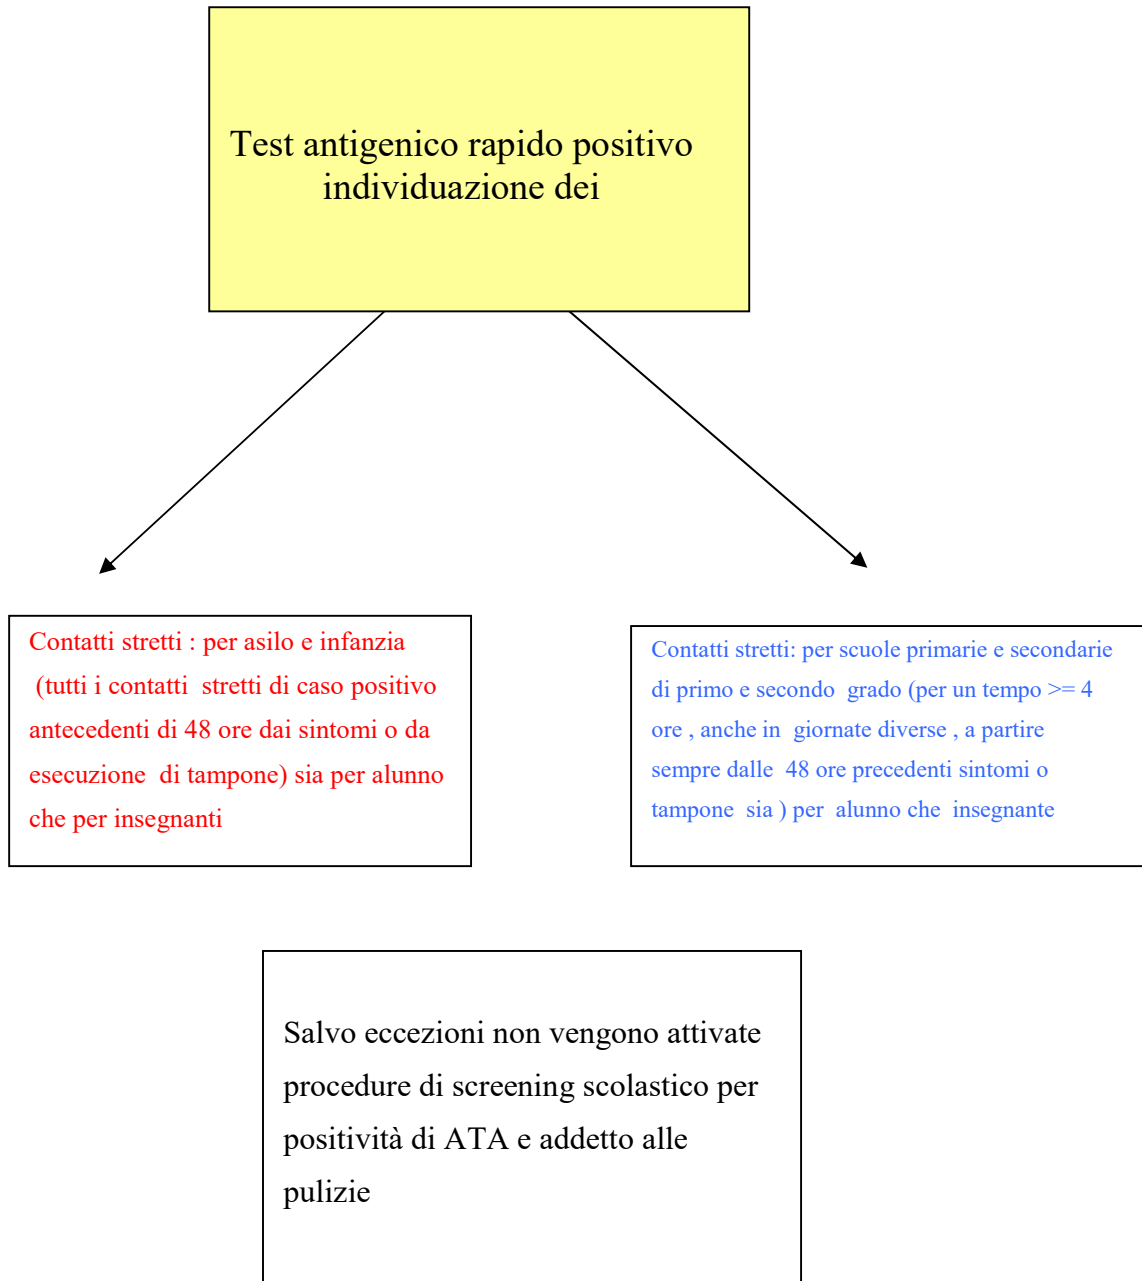 Test antigenico rapido positivo
individuazione dei
Contatti stretti : per asilo e infanzia
(tutti i contatti stretti di caso positivo
antecedenti di 48 ore dai sintomi o da
esecuzione di tampone) sia per alunno
che per insegnanti
Contatti stretti: per scuole primarie e secondarie
di primo e secondo grado (per un tempo >= 4
ore , anche in giornate diverse , a partire
sempre dalle 48 ore precedenti sintomi o
tampone sia ) per alunno che insegnante
Salvo eccezioni non vengono attivate
procedure di screening scolastico per
positività di ATA e addetto alle
pulizie